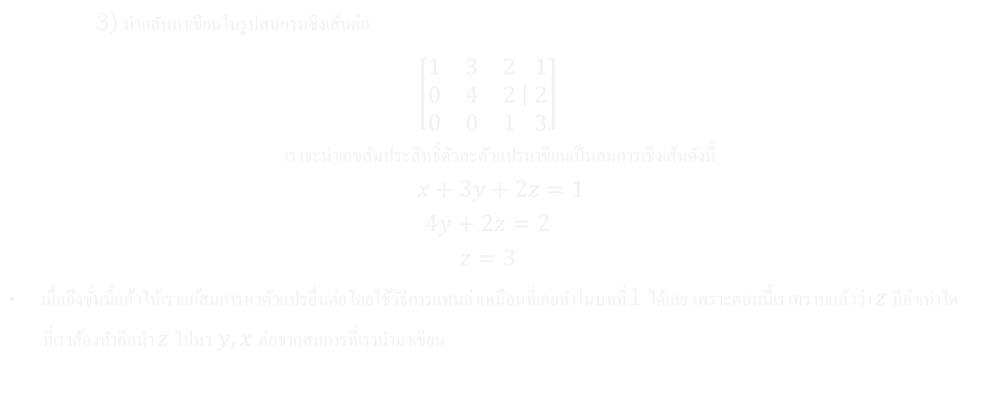 3) นำกลับมาเขียนในรูปสมการเชิงเส้นต่อ
1 3 2 1
0 4 2 | 2
0 0 1 3
เราจะนำเลขสัมประสิทธิ์ตัวละตัวแปรมาขียนเป็นสมการเชิงเส้นดังนี้
x + 3y + 2z = 1
4y + 2z = 2
z = 3
• เมื่อถึงขั้นนี้แล้วให้เราแก้สมการหาตัวแปรอื่นต่อโดยใช้วิธีการแทนค่าเหมือนที่เคยทำในบทที่ 1 ได้เลย เพราะตอนนี้เราทราบแล้วว่า z มีค่าเท่าใด
ที่เราต้องทำคือนำ z ไปหา y, x ต่อจากสมการที่เรานำมาเขียน